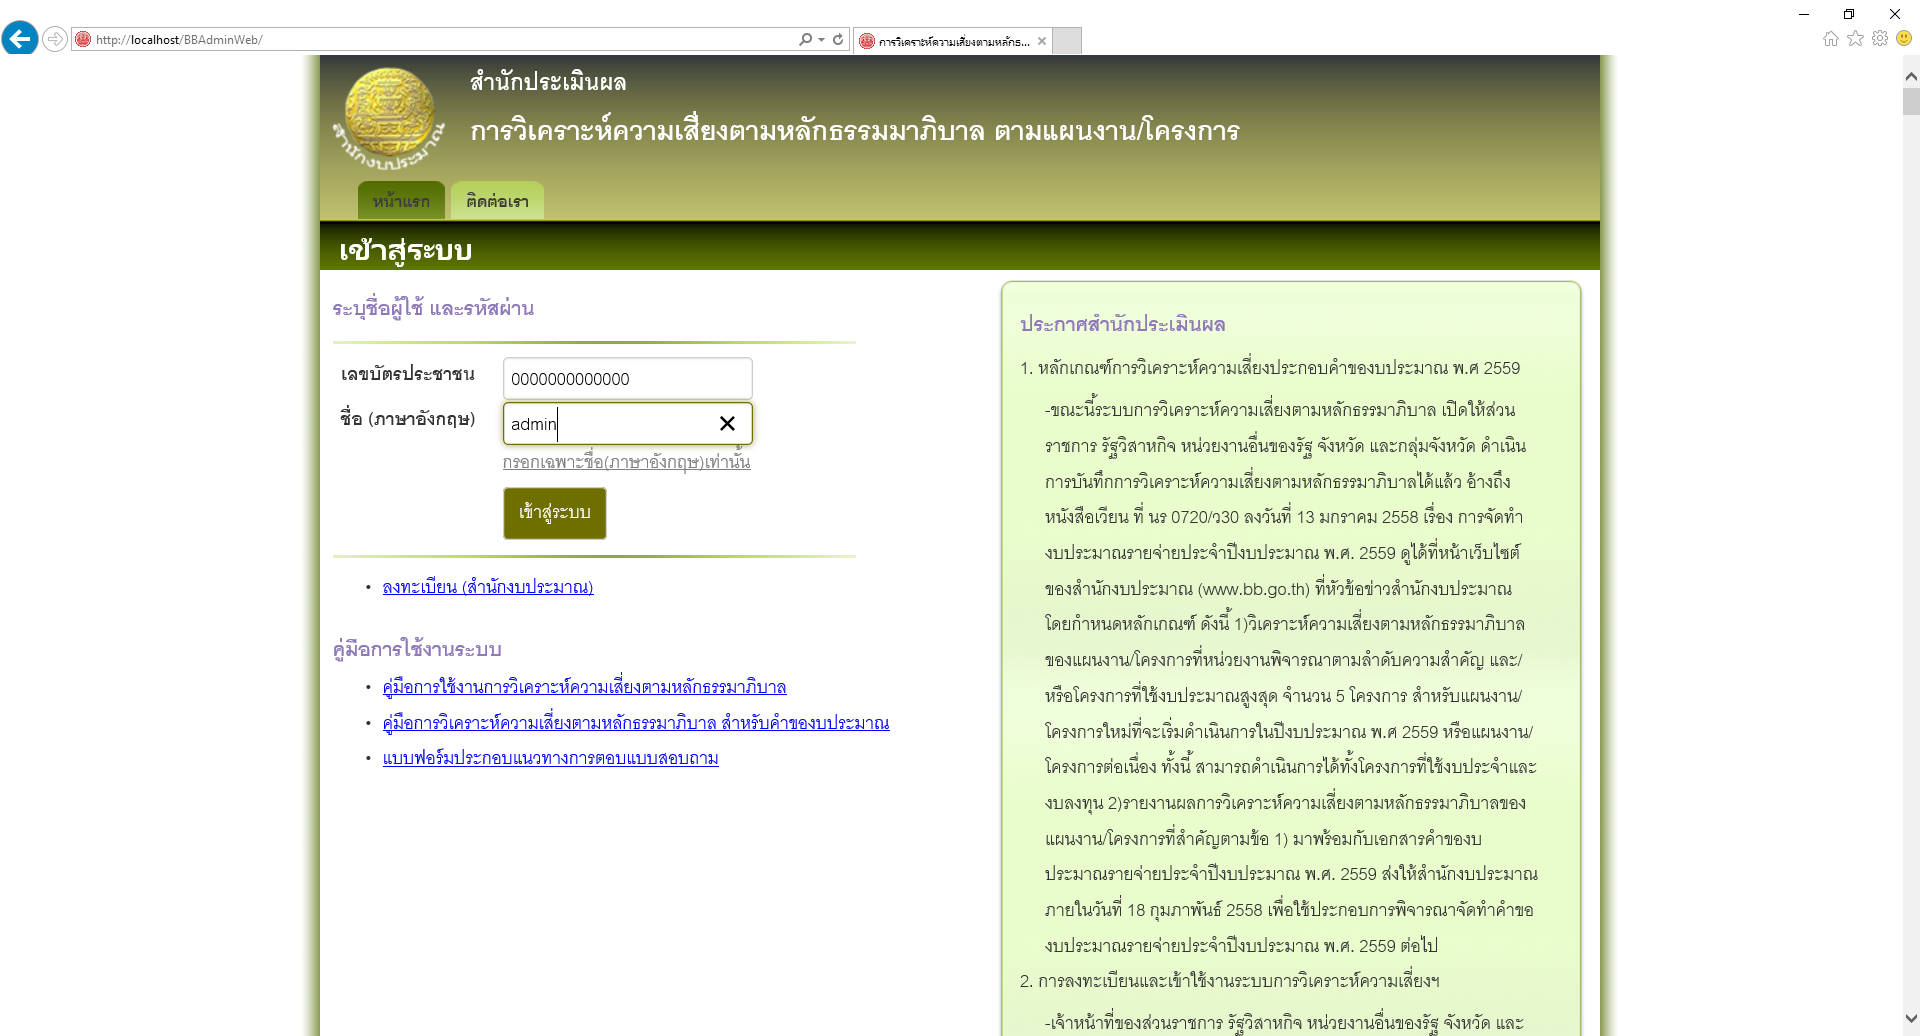 http://localhost/BBAdminWeb/
การวิเคราะห์ความเสี่ยงตามหลักธ...
สำนักประเมินผล
การวิเคราะห์ความเสี่ยงตามหลักธรรมมาภิบาล ตามแผนงาน/โครงการ
สำนักงบประมาณ
หน้าแรก
ติดต่อเรา
เข้าสู่ระบบ
ระบุชื่อผู้ใช้ และรหัสผ่าน
เลขบัตรประชาชน
0000000000000
ชื่อ (ภาษาอังกฤษ)
admin
กรอกเฉพาะชื่อ(ภาษาอังกฤษ)เท่านั้น
เข้าสู่ระบบ
• ลงทะเบียน (สำนักงบประมาณ)
คู่มือการใช้งานระบบ
• คู่มือการใช้งานการวิเคราะห์ความเสี่ยงตามหลักธรรมาภิบาล
• คู่มือการวิเคราะห์ความเสี่ยงตามหลักธรรมาภิบาล สำหรับคำของบประมาณ
• แบบฟอร์มประกอบแนวทางการตอบแบบสอบถาม
ประกาศสำนักประเมินผล
1. หลักเกณฑ์การวิเคราะห์ความเสี่ยงประกอบคำของบประมาณ พ.ศ 2559
-ขณะนี้ระบบการวิเคราะห์ความเสี่ยงตามหลักธรรมาภิบาล เปิดให้ส่วน
ราชการ รัฐวิสาหกิจ หน่วยงานอื่นของรัฐ จังหวัด และกลุ่มจังหวัด ดำเนิน
การบันทึกการวิเคราะห์ความเสี่ยงตามหลักธรรมาภิบาลได้แล้ว อ้างถึง
หนังสือเวียน ที่ นร 0720/ว30 ลงวันที่ 13 มกราคม 2558 เรื่อง การจัดทำ
งบประมาณรายจ่ายประจำปีงบประมาณ พ.ศ. 2559 ดูได้ที่หน้าเว็บไซต์
ของสำนักงบประมาณ (www.bb.go.th) ที่หัวข้อข่าวสำนักงบประมาณ
โดยกำหนดหลักเกณฑ์ ดังนี้ 1)วิเคราะห์ความเสี่ยงตามหลักธรรมาภิบาล
ของแผนงาน/โครงการที่หน่วยงานพิจารณาตามลำดับความสำคัญ และ/
หรือโครงการที่ใช้งบประมาณสูงสุด จำนวน 5 โครงการ สำหรับแผนงาน/
โครงการใหม่ที่จะเริ่มดำเนินการในปีงบประมาณ พ.ศ 2559 หรือแผนงาน/
โครงการต่อเนื่อง ทั้งนี้ สามารถดำเนินการได้ทั้งโครงการที่ใช้งบประจำและ
งบลงทุน 2)รายงานผลการวิเคราะห์ความเสี่ยงตามหลักธรรมาภิบาลของ
แผนงาน/โครงการที่สำคัญตามข้อ 1) มาพร้อมกับเอกสารคำของบ
ประมาณรายจ่ายประจำปีงบประมาณ พ.ศ. 2559 ส่งให้สำนักงบประมาณ
ภายในวันที่ 18 กุมภาพันธ์ 2558 เพื่อใช้ประกอบการพิจารณาจัดทำคำขอ
งบประมาณรายจ่ายประจำปีงบประมาณ พ.ศ. 2559 ต่อไป
2. การลงทะเบียนและเข้าใช้งานระบบการวิเคราะห์ความเสี่ยงฯ
-เจ้าหน้าที่ของส่วนราชการ รัฐวิสาหกิจ หน่วยงานอื่นของรัฐ จังหวัด และ